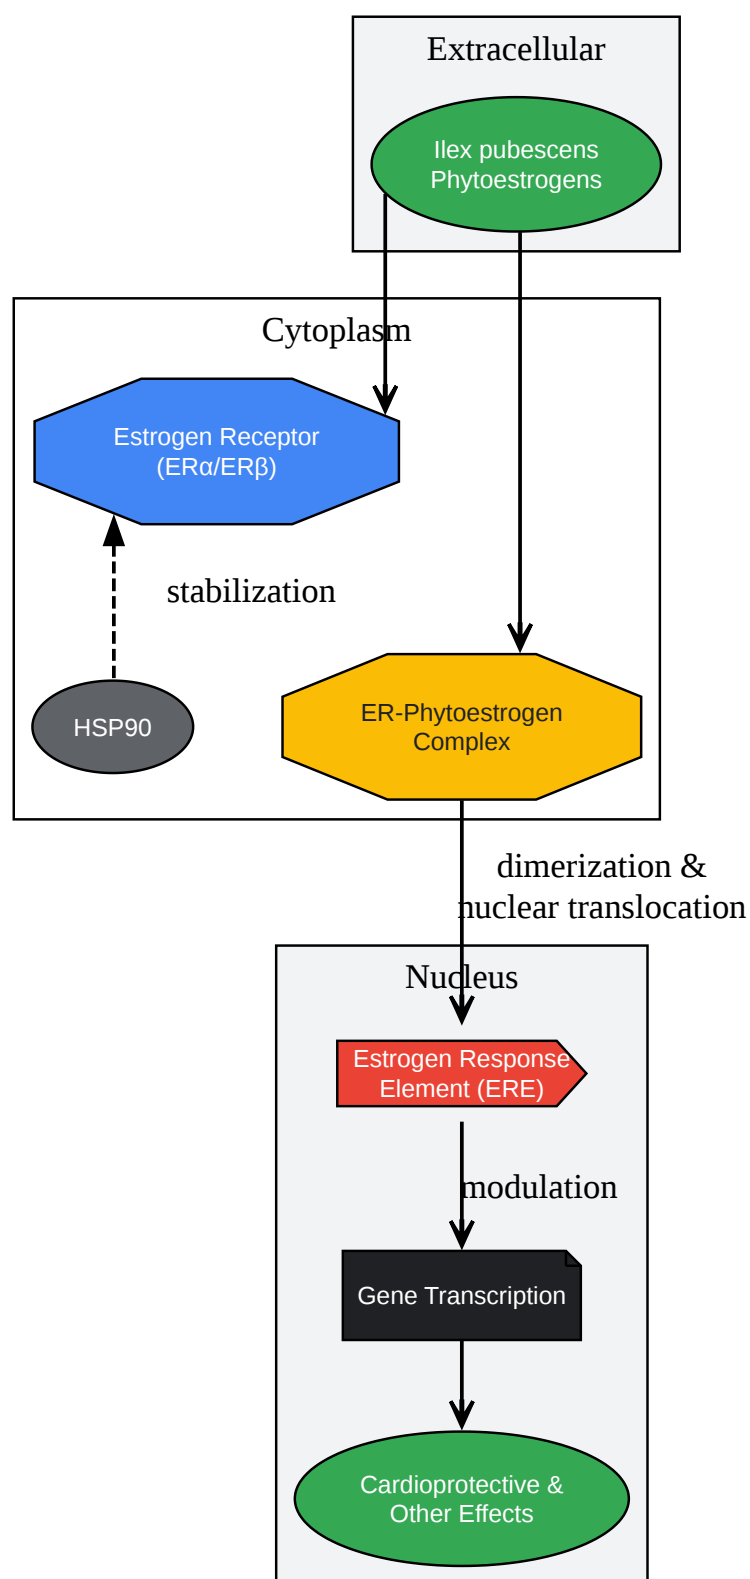 Extracellular
Ilex pubescens
Phytoestrogens
Cytoplasm
Estrogen Receptor
(ERα/ERβ)
stabilization
HSP90
ER-Phytoestrogen
Complex
dimerization &
nuclear translocation
Nucleus
Estrogen Response
Element (ERE)
modulation
Gene Transcription
Cardioprotective &
Other Effects